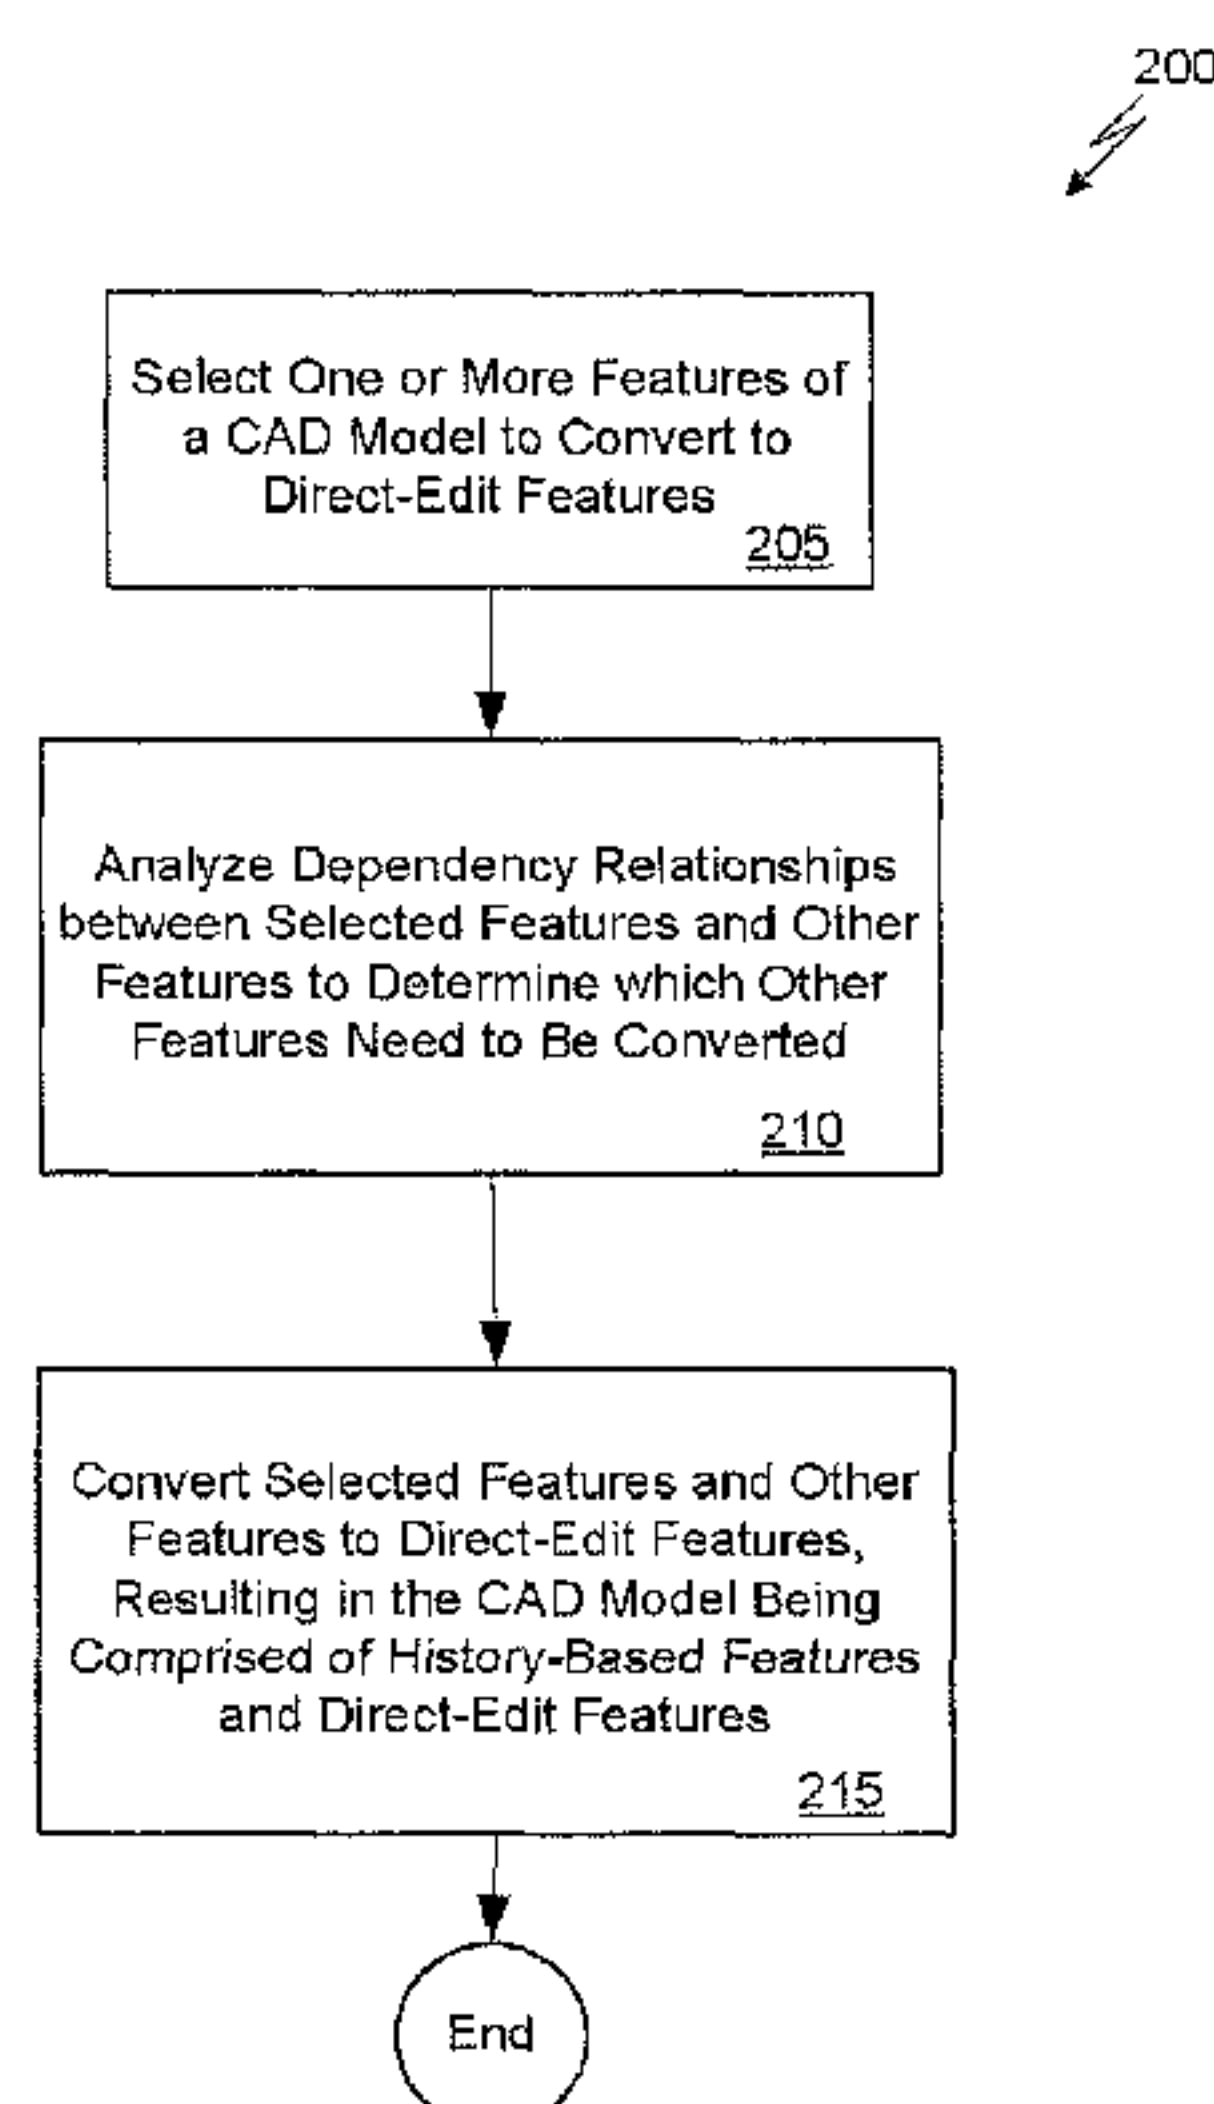 200
Select One or More Features of
a CAD Model to Convert to
Direct-Edit Features
205
Analyze Dependency Relationships
between Selected Features and Other
Features to Determine which Other
Features Need to Be Converted
210
Convert Selected Features and Other
Features to Direct-Edit Features,
Resulting in the CAD Model Being
Comprised of History-Based Features
and Direct-Edit Features
215
End